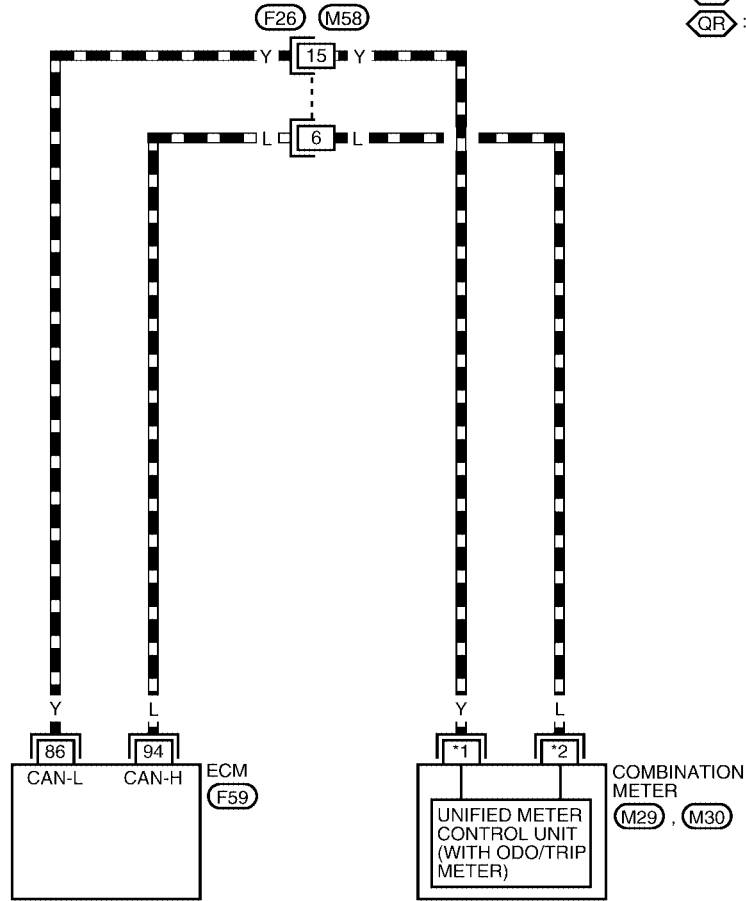 F26 M58
QR :
Y 15 Y
L 6 L
Y L Y L
86 94 *1 *2
CAN-L CAN-H
ECM
F59
COMBINATION
METER
M29 , M30
UNIFIED METER
CONTROL UNIT
(WITH ODO/TRIP
METER)